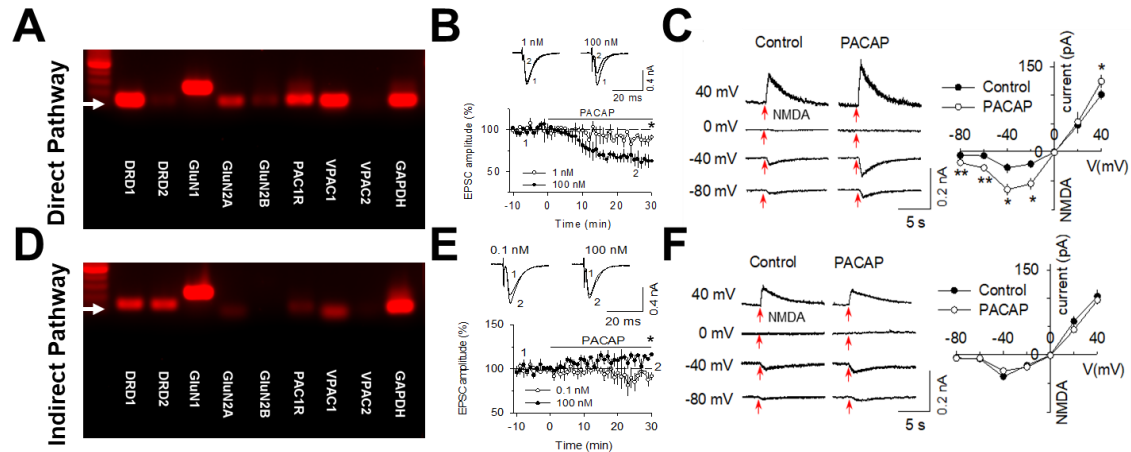 A
Direct Pathway
DRD1
DRD2
GluN1
GluN2A
GluN2B
PAC1R
VPAC1
VPAC2
GAPDH
B
1 nM
100 nM
2
1
2
1
0.4 nA
20 ms
EPSC amplitude (%)
PACAP
*
100
1
2
50
1 nM
100 nM
-10 0 10 20 30
Time (min)
C
Control
PACAP
40 mV
NMDA
0 mV
-40 mV
-80 mV
0.2 nA
5 s
current (pA)
150
*
Control
PACAP
-80 -40 0 40
0
V(mV)
** ** * *
NMDA
D
Indirect Pathway
DRD1
DRD2
GluN1
GluN2A
GluN2B
PAC1R
VPAC1
VPAC2
GAPDH
E
0.1 nM
100 nM
1
2
1
2
0.4 nA
20 ms
EPSC amplitude (%)
150
PACAP
*
1
2
100
0.1 nM
100 nM
50
-10 0 10 20 30
Time (min)
F
Control
PACAP
40 mV
NMDA
0 mV
-40 mV
-80 mV
0.2 nA
5 s
current (pA)
150
Control
PACAP
-80 -40 0 40
0
V(mV)
NMDA